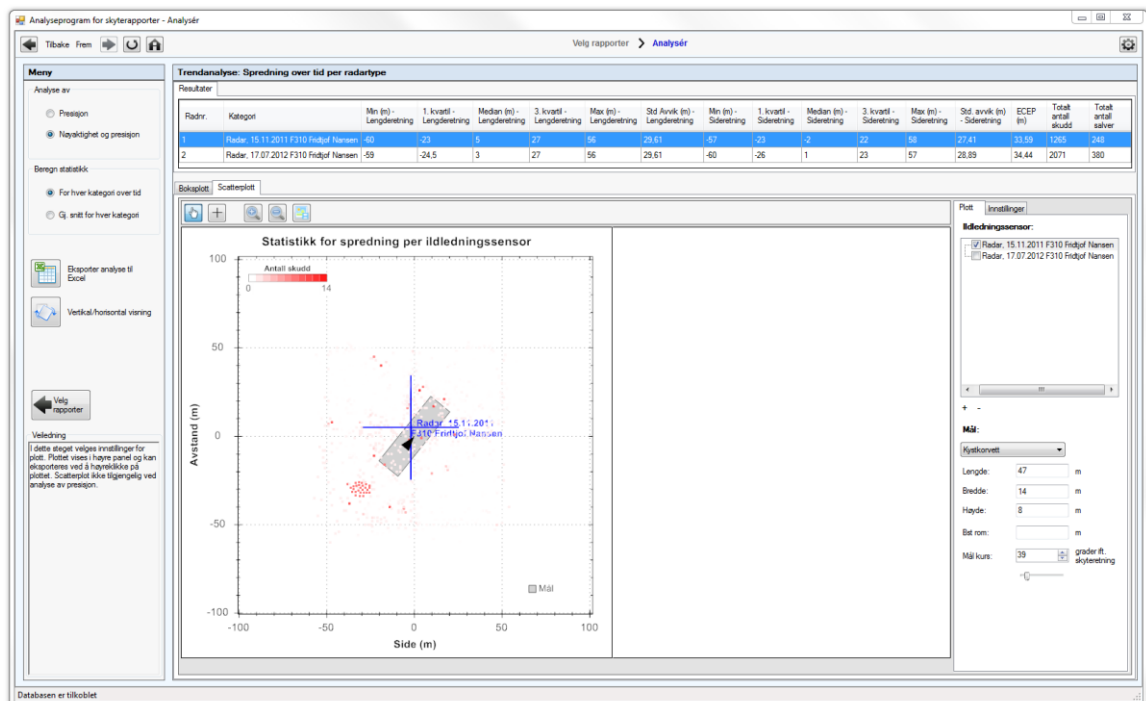 Analyseprogram for skyterapporter - Analysér
Tilbake Frem
Velg rapporter > Analysér
Meny
Analyse av
Presisjon
Nøyaktighet og presisjon
Beregn statistikk
For hver kategori over tid
Gj. snitt for hver kategori
Eksporter analyse til
Excel
Vertikal/horisontal visning
Velg
rapporter
Veiledning
I dette steget velges innstillinger for
plott. Plottet vises i høyre panel og kan
eksporteres ved å høyreklikke på
plottet. Scatterplot ikke tilgjengelig ved
analyse av presisjon.
Trendanalyse: Spredning over tid per radartype
Resultater
Radnr. Kategori Min (m) - Lengderetning 1. kvartil - Lengderetning Median (m) - Lengderetning 3. kvartil - Lengderetning Max (m) - Lengderetning Std Avvik (m) - Lengderetning Min (m) - Sideretning 1. kvartil - Sideretning Median (m) - Sideretning 3. kvartil - Sideretning Max (m) - Sideretning Std. avvik (m) - Sideretning ECEP (m) Totalt antall skudd Totalt antall salver
1 Radar, 15.11.2011 F310 Fridtjof Nansen -60 -23 5 27 56 29,61 -57 -23 -2 22 58 27,41 33,59 1265 248
2 Radar, 17.07.2012 F310 Fridtjof Nansen -59 -24,5 3 27 56 29,61 -60 -26 1 23 57 28,89 34,44 2071 380
Boksplott Scatterplott
Statistikk for spredning per ildledningssensor
Antall skudd
0 14
100
50
0
-50
-100
Avstand (m)
Radar, 15.11.2011
F310 Fridtjof Nansen
Mål
-100 -50 0 50 100
Side (m)
Plott Innstillinger
Ildledningssensor:
Radar, 15.11.2011 F310 Fridtjof Nansen
Radar, 17.07.2012 F310 Fridtjof Nansen
+ -
Mål:
Kystkorvett
Lengde: 47 m
Bredde: 14 m
Høyde: 8 m
Bst rom: m
Mål kurs: 39 grader ift.
skyteretning
Databasen er tilkoblet